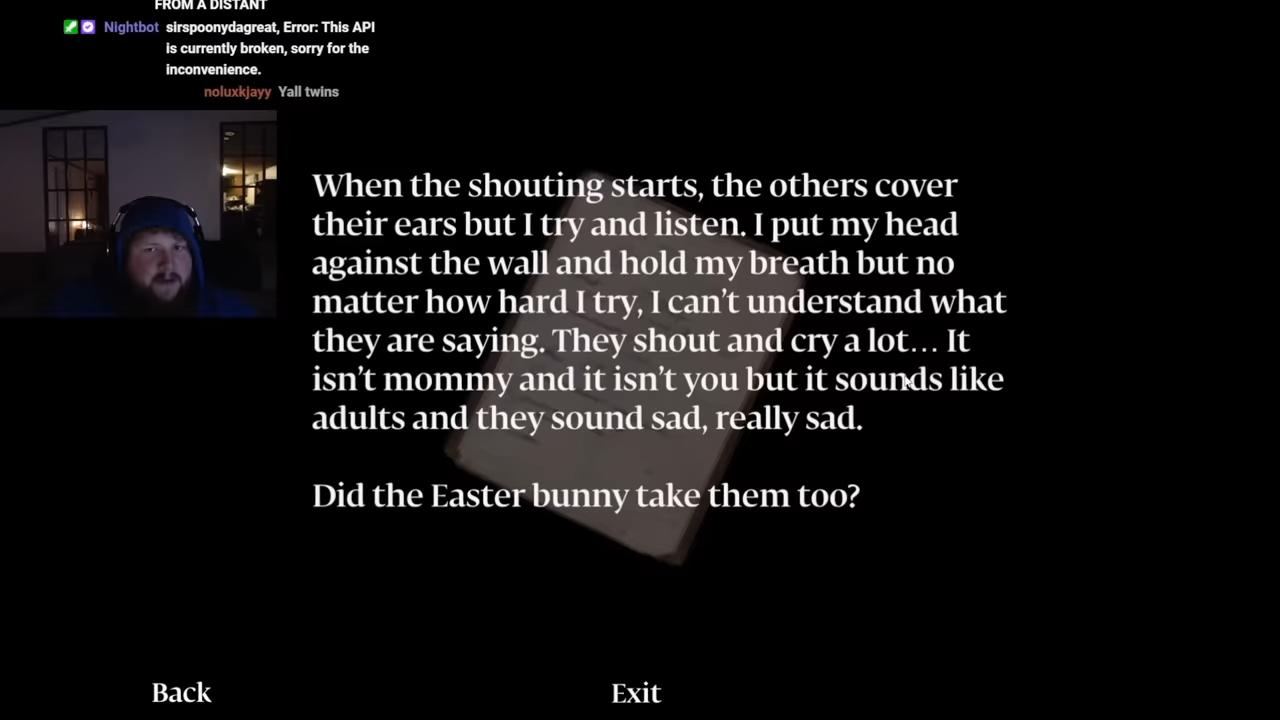 FROM A DISTANT
Nightbot sirspoonydagreat, Error: This API
is currently broken, sorry for the
inconvenience.
noluxkjayy Yall twins
When the shouting starts, the others cover
their ears but I try and listen. I put my head
against the wall and hold my breath but no
matter how hard I try, I can’t understand what
they are saying. They shout and cry a lot… It
isn’t mommy and it isn’t you but it sounds like
adults and they sound sad, really sad.
Did the Easter bunny take them too?
Back
Exit